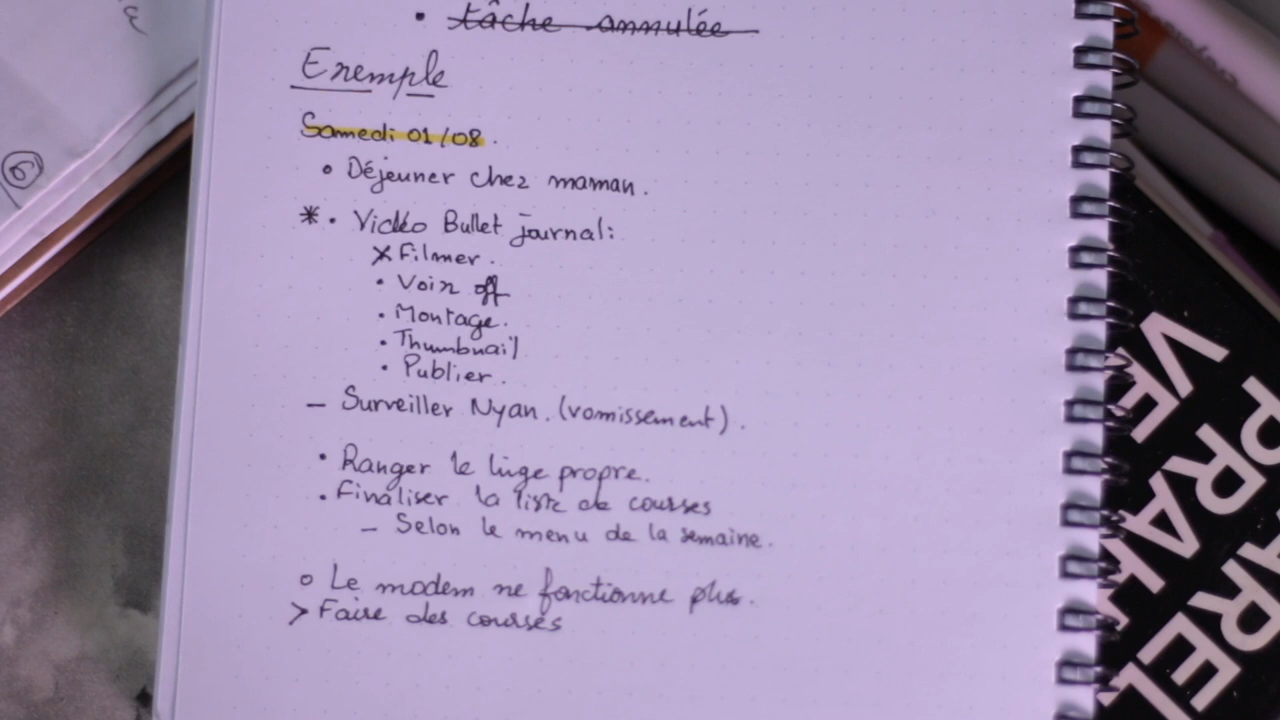 • tâche annulée
Exemple
Samedi 01/08.
• Déjeuner chez maman.
* • Vidéo Bullet journal:
X Filmer.
• Voix off
• Montage.
• Thumbnail
• Publier.
– Surveiller Nyan. (vomissement).
• Ranger le linge propre.
• Finaliser la liste de courses
– Selon le menu de la semaine.
o Le modem ne fonctionne plus.
> Faire des courses
6